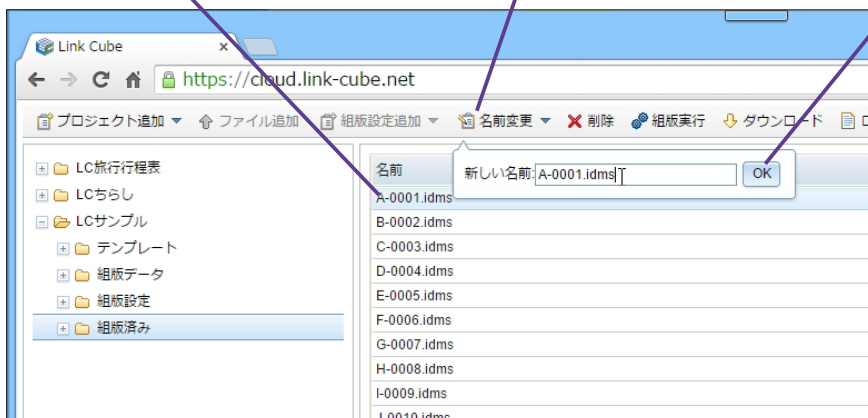 Link Cube
https://cloud.link-cube.net
プロジェクト追加 ファイル追加 組版設定追加 名前変更 削除 組版実行 ダウンロード
LC旅行行程表
LCちらし
LCサンプル
テンプレート
組版データ
組版設定
組版済み
名前
新しい名前: A-0001.idms OK
A-0001.idms
B-0002.idms
C-0003.idms
D-0004.idms
E-0005.idms
F-0006.idms
G-0007.idms
H-0008.idms
I-0009.idms
J-0010.idms